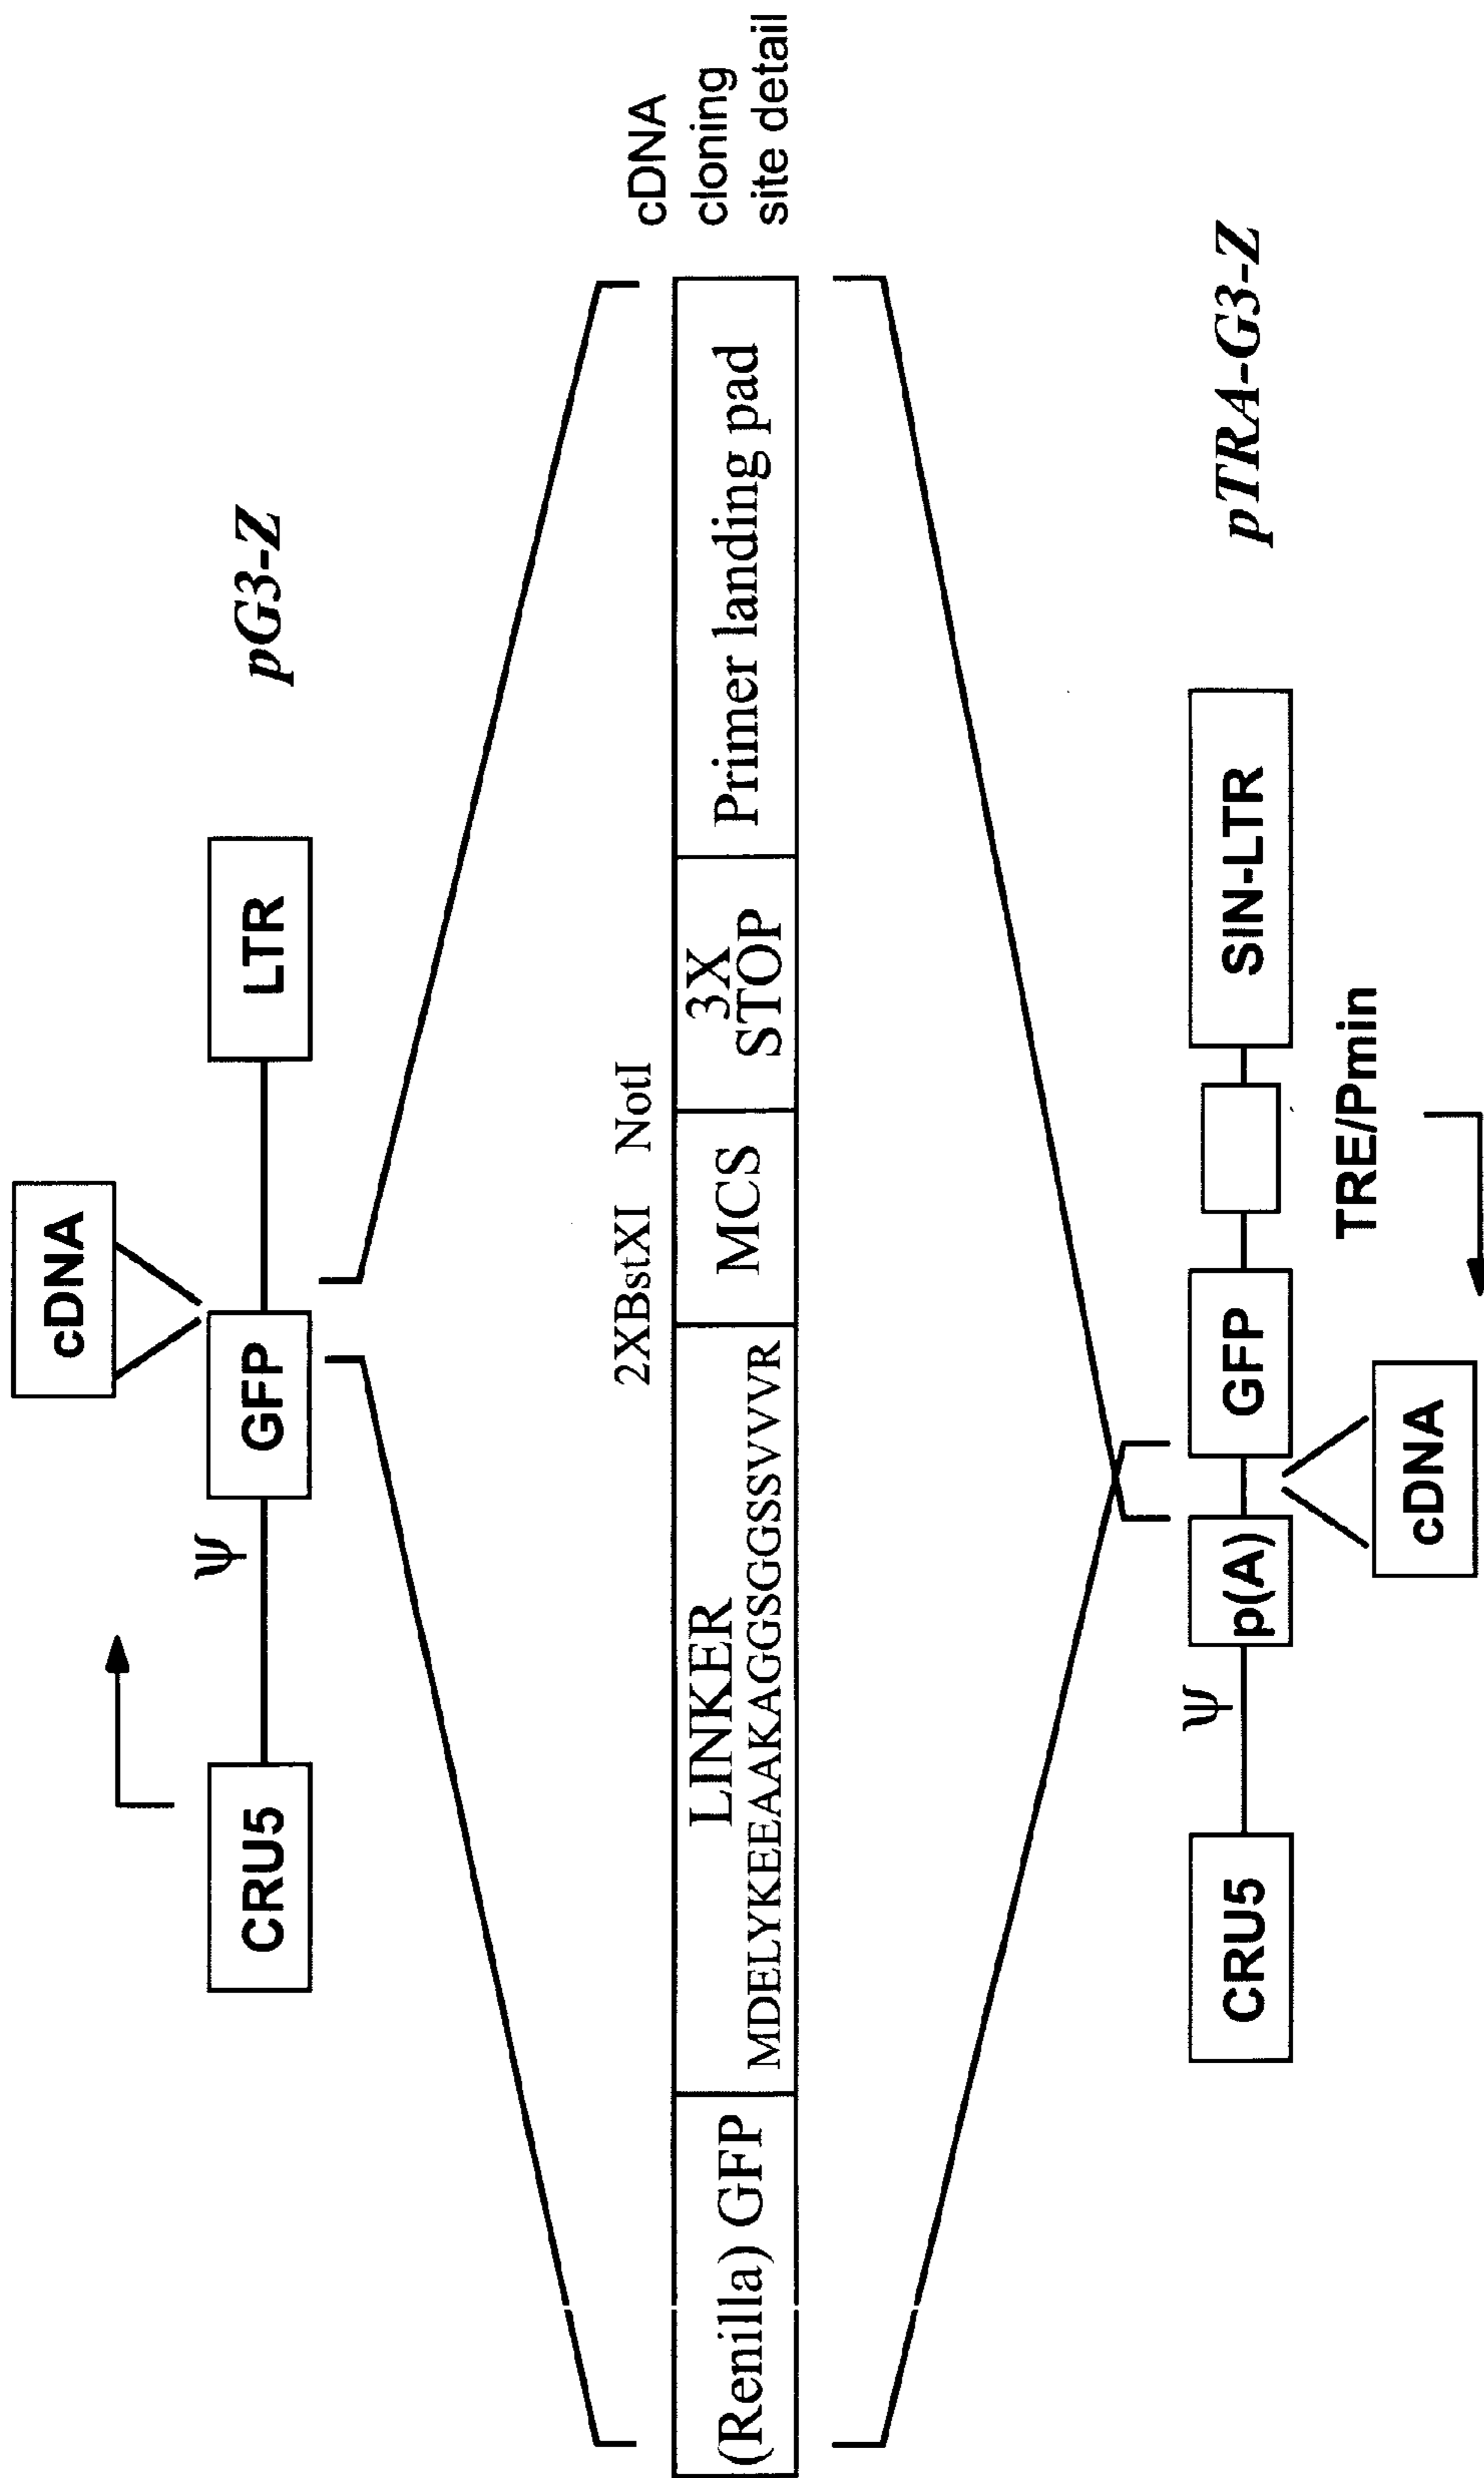 cDNA
ψ
CRU5
GFP
LTR
pG3-Z
2XBstXI NotI
cDNA
cloning
site detail
(Renilla) GFP
LINKER
MDELYKEEAAKAGGSGGSSVVVR
MCS
3X
STOP
Primer landing pad
ψ
CRU5
p(A)
GFP
SIN-LTR
pTRA-G3-Z
TRE/Pmin
cDNA